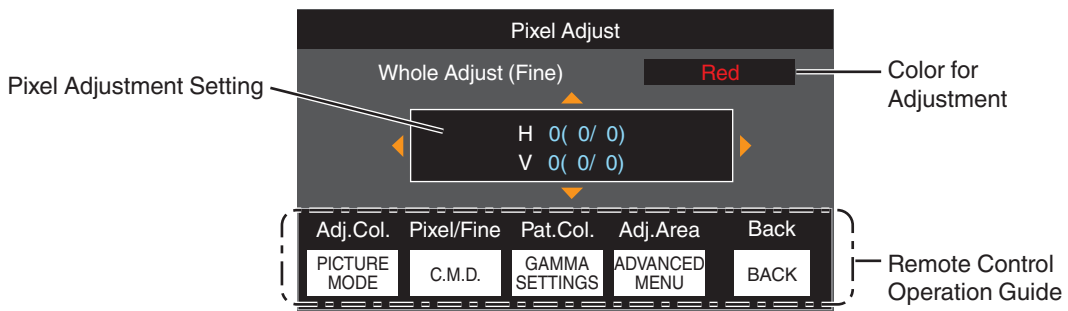 Pixel Adjust
Whole Adjust (Fine) Red
Pixel Adjustment Setting
Color for
Adjustment
H 0( 0/ 0)
V 0( 0/ 0)
Adj.Col. Pixel/Fine Pat.Col. Adj.Area Back
PICTURE
MODE
C.M.D.
GAMMA
SETTINGS
ADVANCED
MENU
BACK
Remote Control
Operation Guide